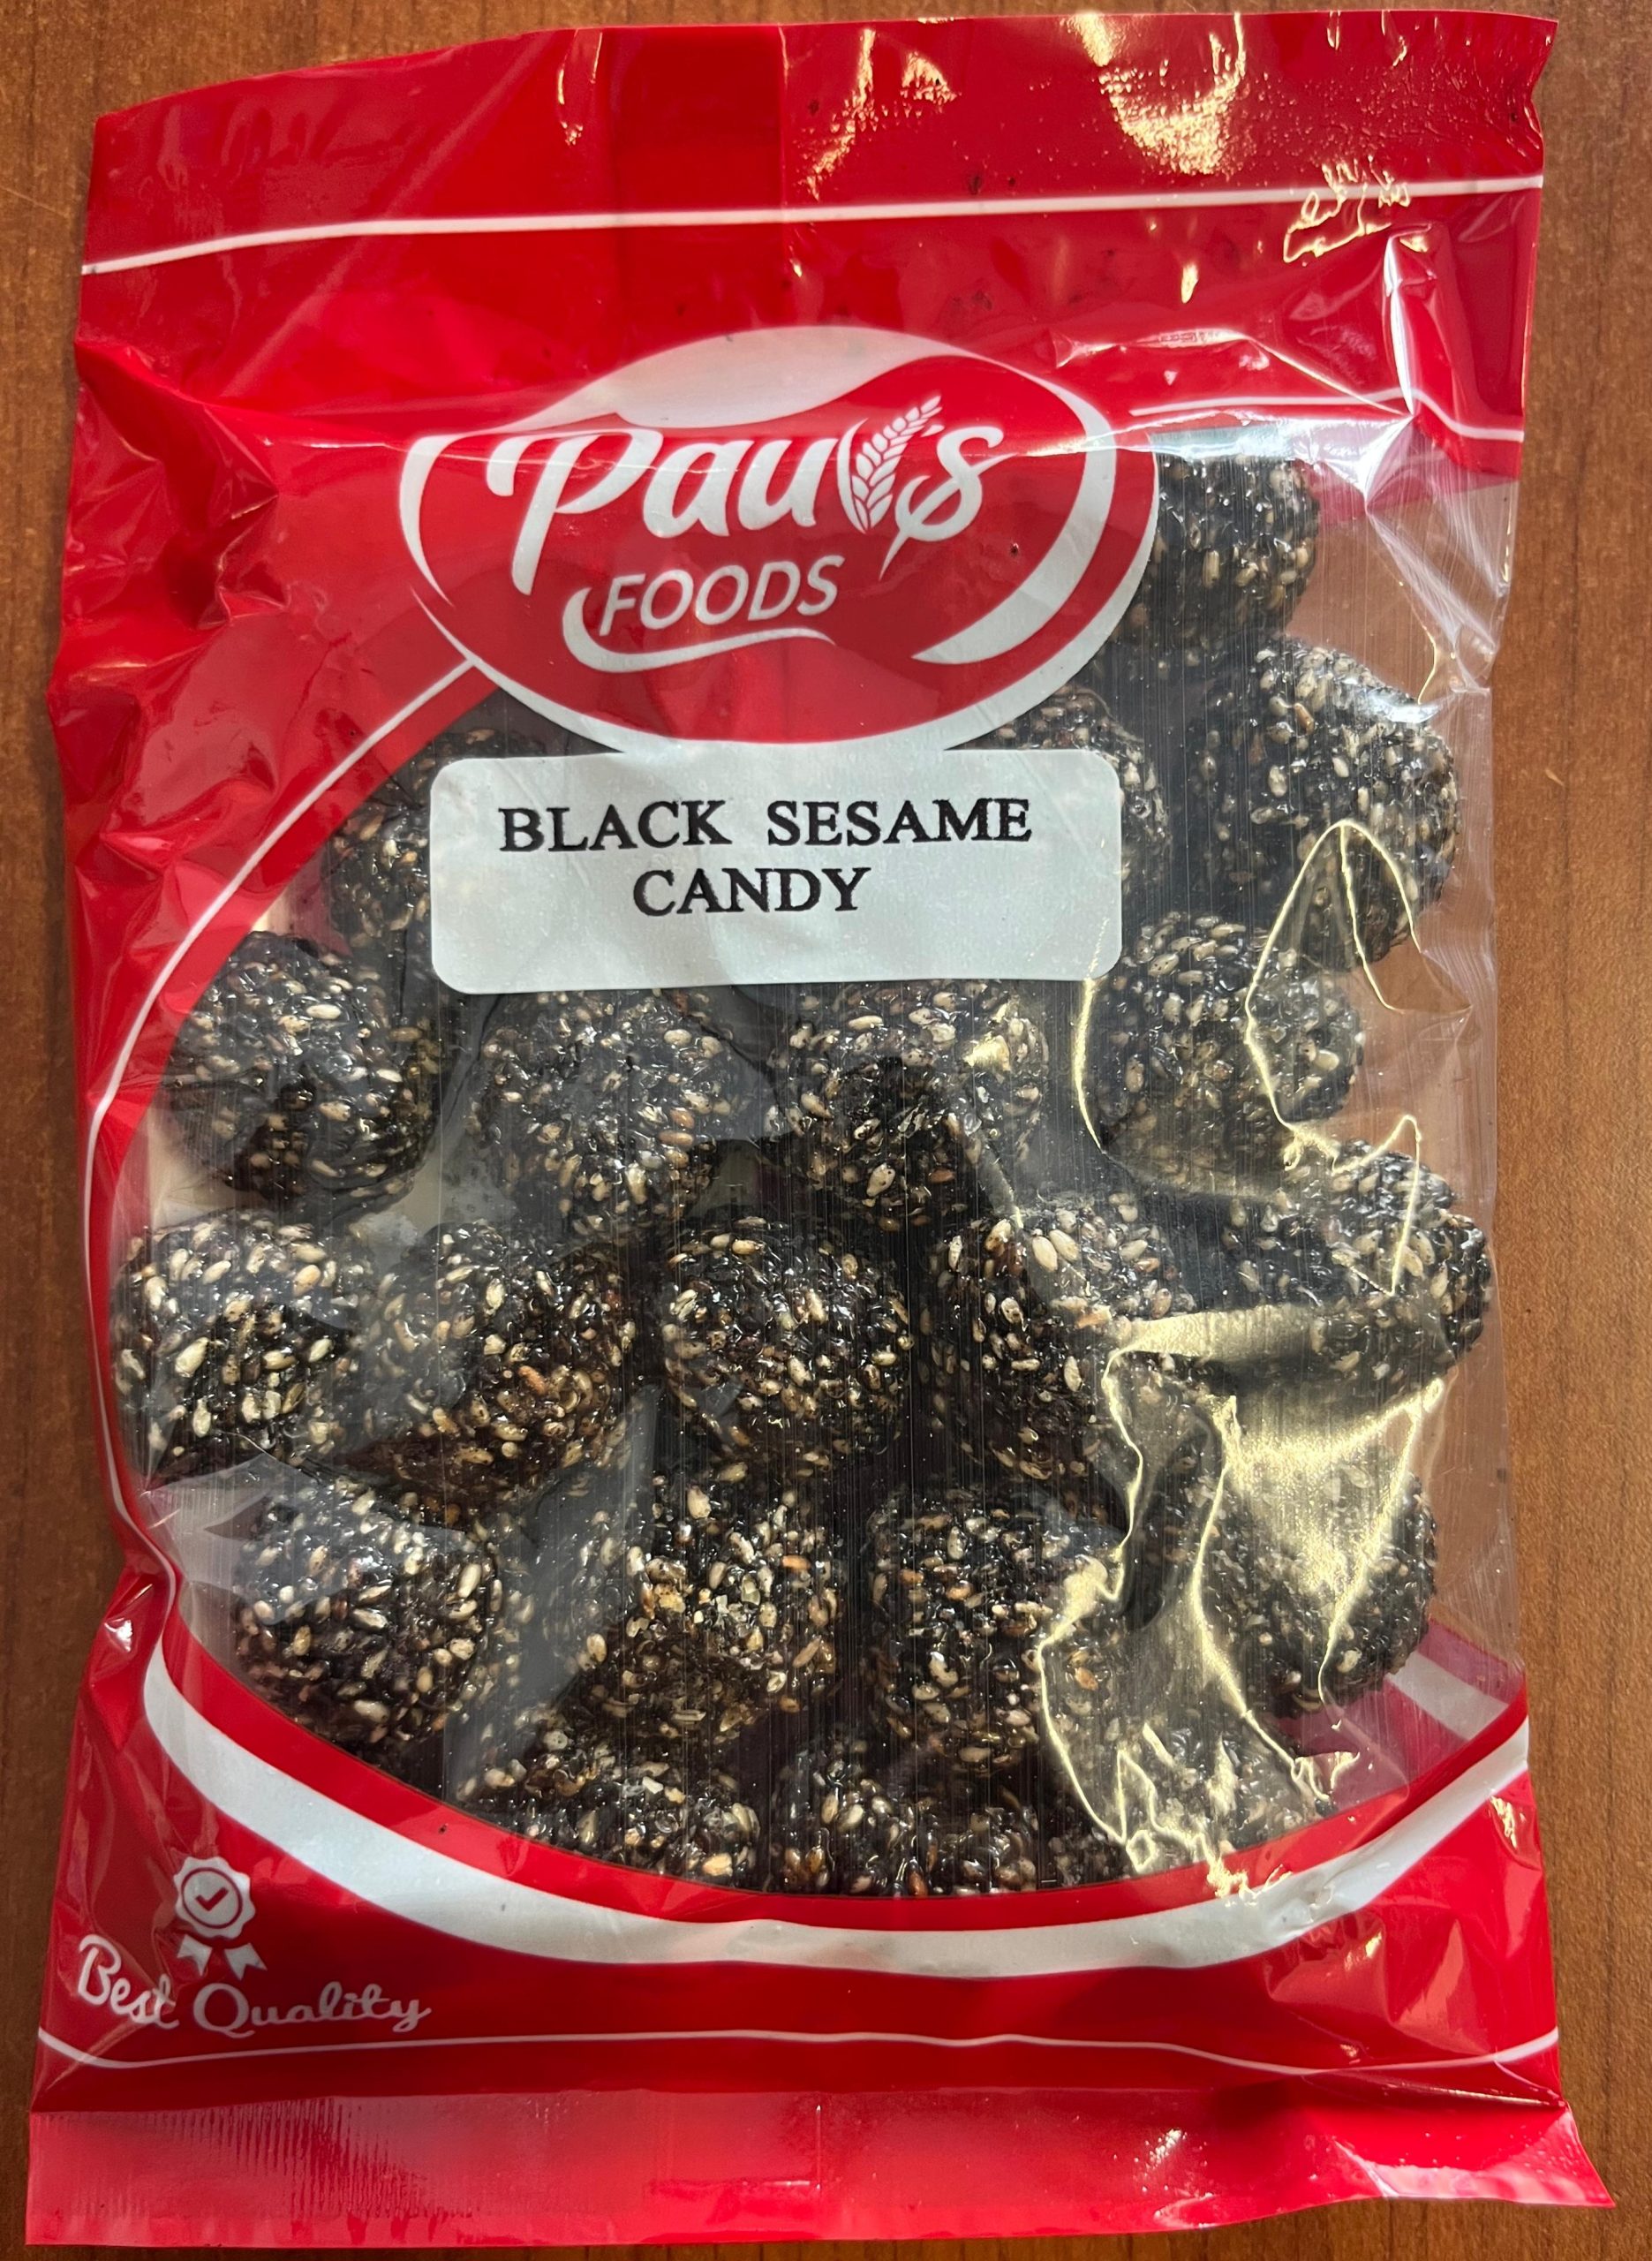 Paul's
FOODS
BLACK SESAME
CANDY
Best Quality